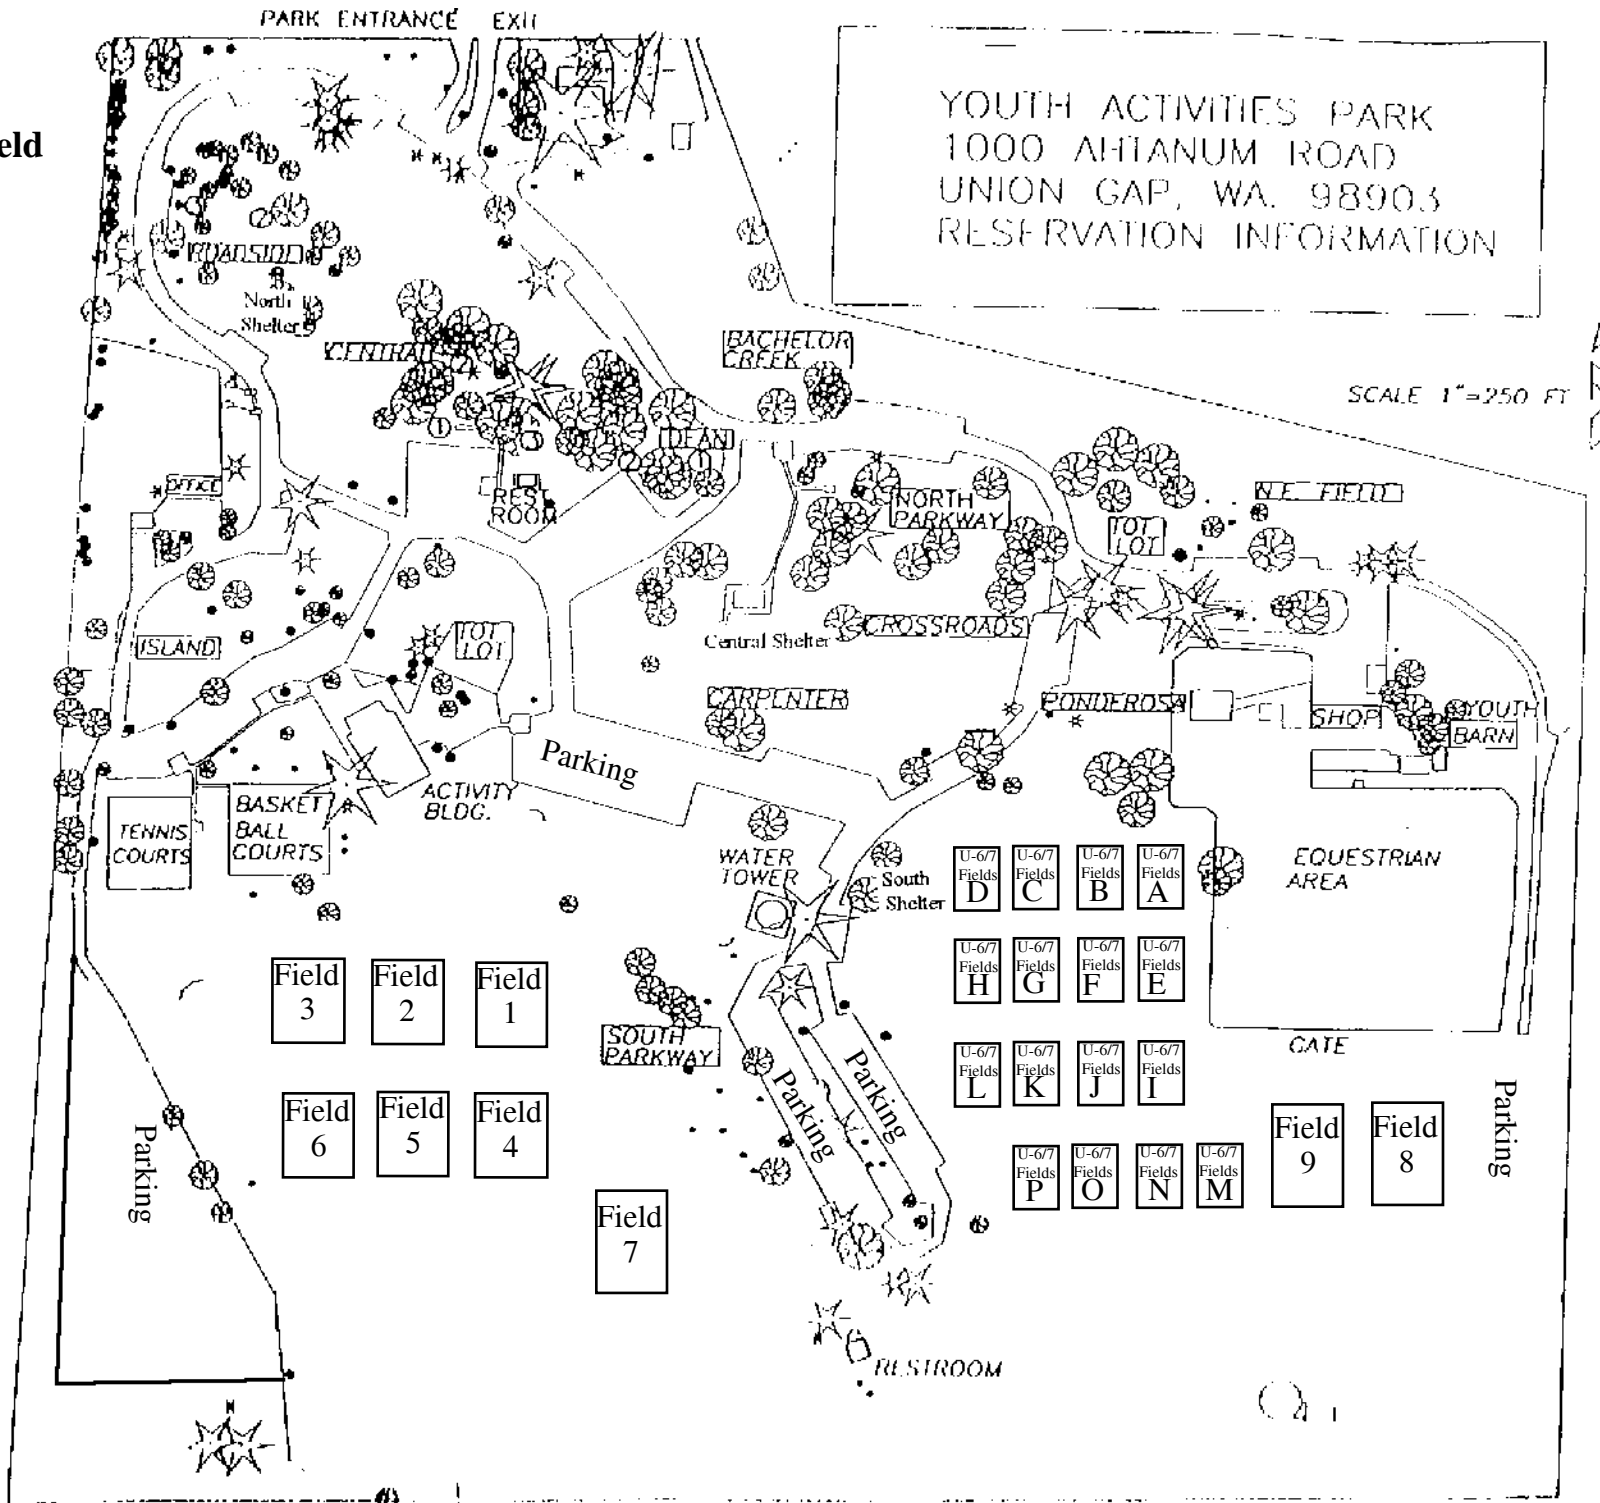 PARK ENTRANCE EXIT
eld
YOUTH ACTIVITIES PARK
1000 AHTANUM ROAD
UNION GAP, WA. 98903
RESERVATION INFORMATION
ROADSIDE
North
Shelter
CENTRAL
BACHELOR
CREEK
SCALE 1"=250 FT
DEAN
OFFICE
REST
ROOM
NORTH
PARKWAY
N.E. FIELD
TOT
LOT
ISLAND
TOT
LOT
Central Shelter
CROSSROADS
CARPENTER
PONDEROSA
SHOP
YOUTH
BARN
Parking
ACTIVITY
BLDG.
BASKET
BALL
COURTS
TENNIS
COURTS
WATER
TOWER
South
Shelter
U-6/7
Fields
D
U-6/7
Fields
C
U-6/7
Fields
B
U-6/7
Fields
A
EQUESTRIAN
AREA
U-6/7
Fields
H
U-6/7
Fields
G
U-6/7
Fields
F
U-6/7
Fields
E
Field
3
Field
2
Field
1
SOUTH
PARKWAY
GATE
U-6/7
Fields
L
U-6/7
Fields
K
U-6/7
Fields
J
U-6/7
Fields
I
Parking
Parking
Parking
Parking
Field
6
Field
5
Field
4
Field
9
Field
8
U-6/7
Fields
P
U-6/7
Fields
O
U-6/7
Fields
N
U-6/7
Fields
M
Field
7
RESTROOM